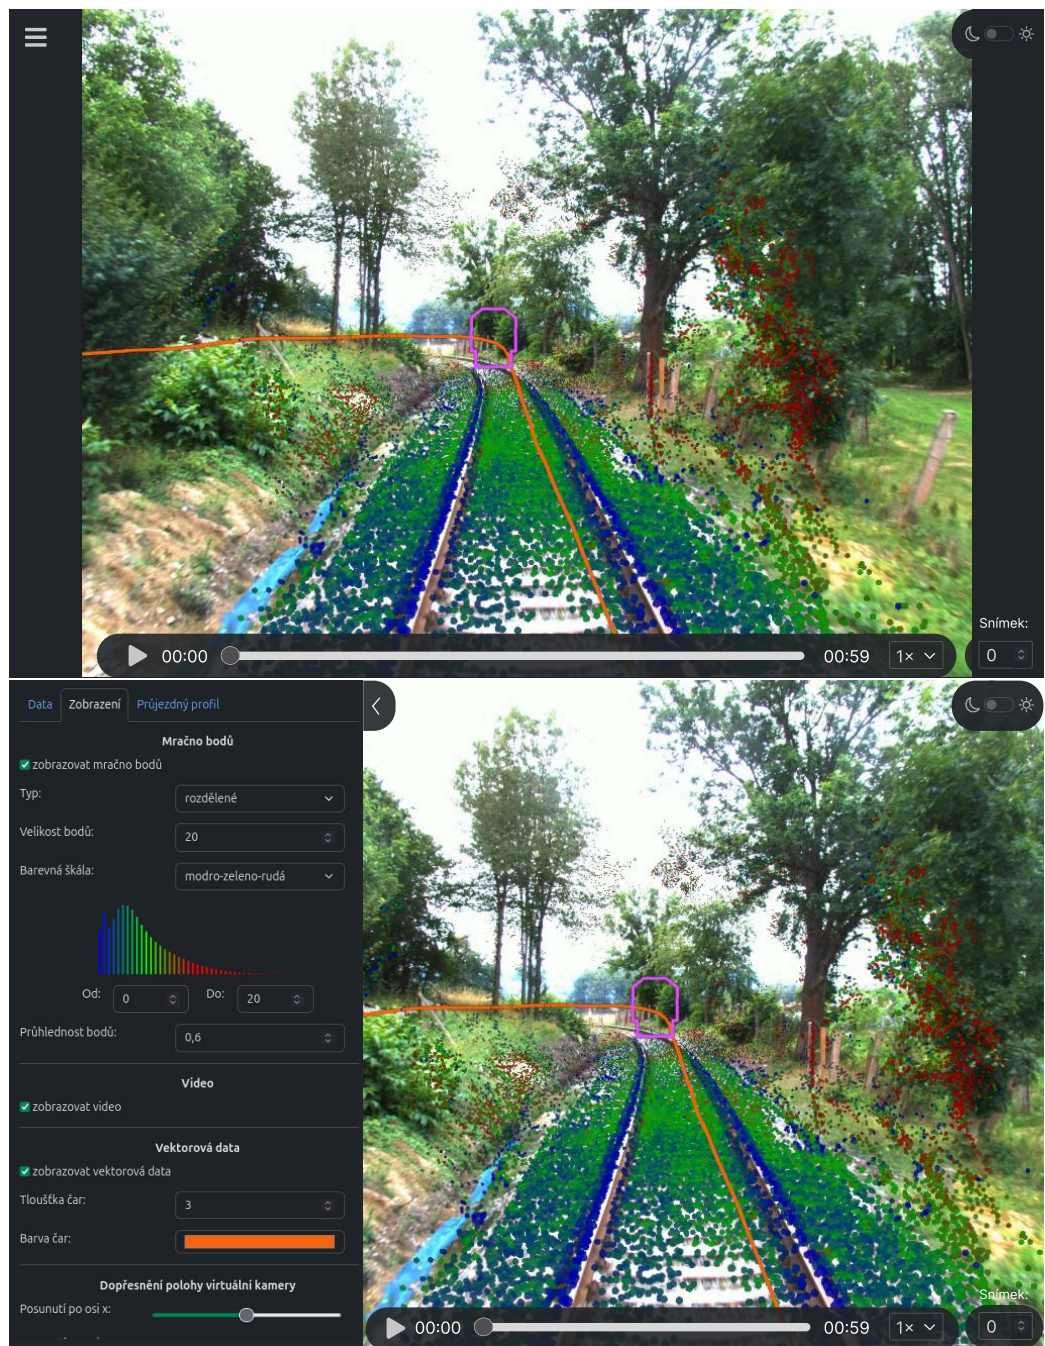 00:00
00:59
1×
Snímek:
0
Data
Zobrazení
Průjezdný profil
Mračno bodů
zobrazovat mračno bodů
Typ:
rozdělené
Velikost bodů:
20
Barevná škála:
modro-zeleno-rudá
Od:
0
Do:
20
Průhlednost bodů:
0,6
Video
zobrazovat video
Vektorová data
zobrazovat vektorová data
Tloušťka čar:
3
Barva čar:
Dopřesnění polohy virtuální kamery
Posunutí po osi x:
00:00
00:59
1×
Snímek:
0